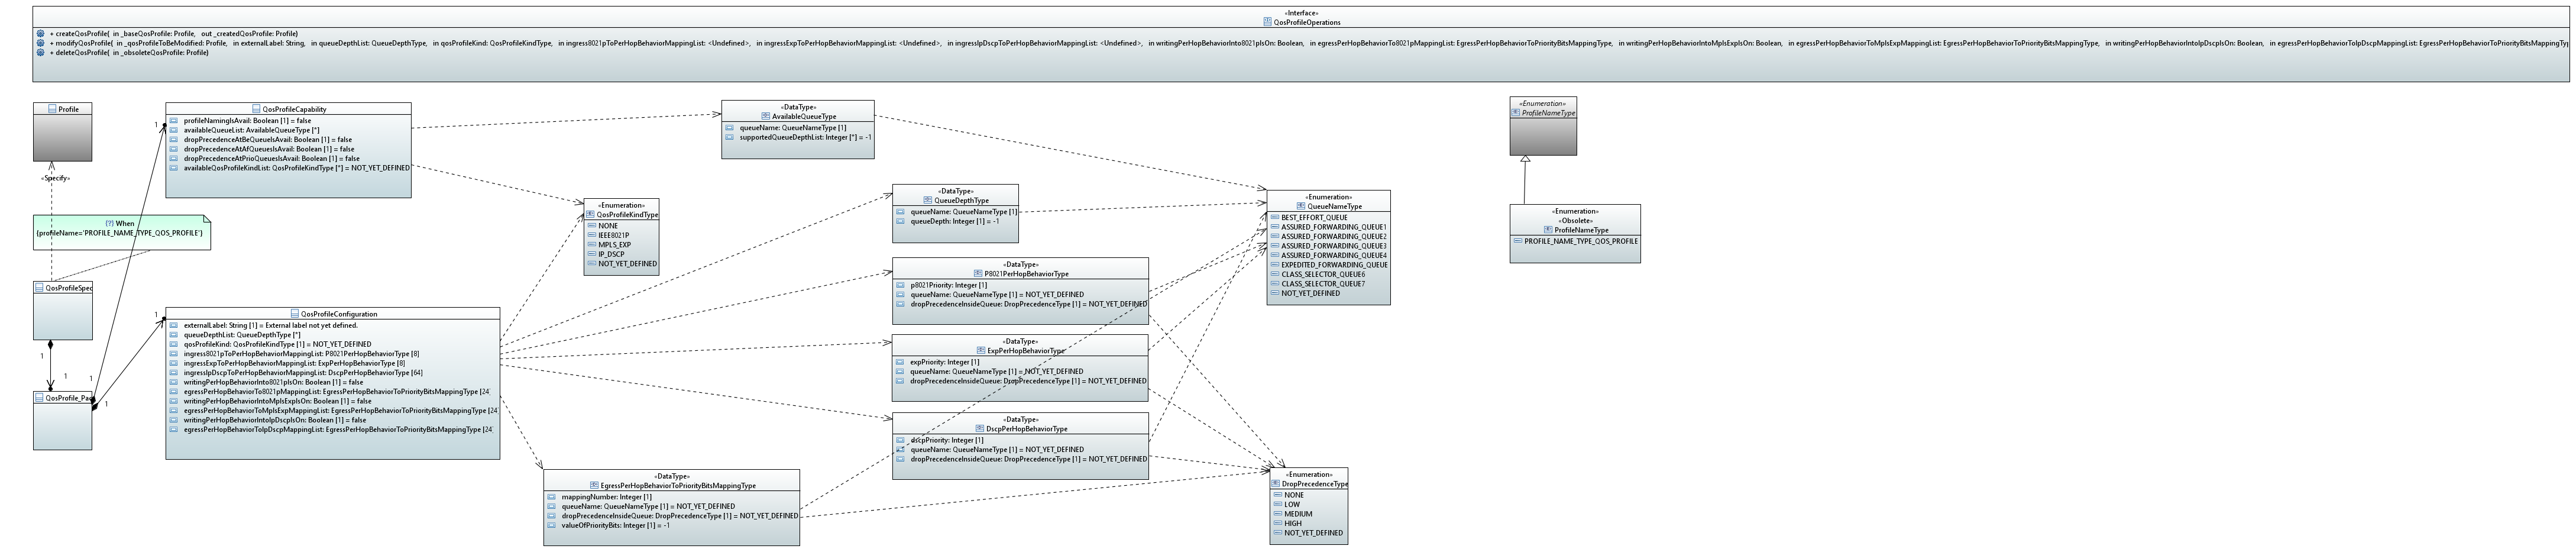 «Interface»
QosProfileOperations
+ createQosProfile( in _baseQosProfile: Profile, out _createdQosProfile: Profile)
+ modifyQosProfile( in _qosProfileToBeModified: Profile, in externalLabel: String, in queueDepthList: QueueDepthType, in qosProfileKind: QosProfileKindType, in ingress8021pToPerHopBehaviorMappingList: <Undefined>, in ingressExpToPerHopBehaviorMappingList: <Undefined>, in ingressIpDscpToPerHopBehaviorMappingList: <Undefined>, in writingPerHopBehaviorInto8021pIsOn: Boolean, in egressPerHopBehaviorTo8021pMappingList: EgressPerHopBehaviorToPriorityBitsMappingType, in writingPerHopBehaviorIntoMplsExpIsOn: Boolean, in egressPerHopBehaviorToMplsExpMappingList: EgressPerHopBehaviorToPriorityBitsMappingType, in writingPerHopBehaviorIntoIpDscpIsOn: Boolean, in egressPerHopBehaviorToIpDscpMappingList: EgressPerHopBehaviorToPriorityBitsMappingTyp
+ deleteQosProfile( in _obsoleteQosProfile: Profile)
Profile
«Specify»
{?} When
{profileName='PROFILE_NAME_TYPE_QOS_PROFILE'}
QosProfileSpec
1
1
QosProfile_Pac
1
1
1
1
QosProfileCapability
profileNamingIsAvail: Boolean [1] = false
availableQueueList: AvailableQueueType [*]
dropPrecedenceAtBeQueueIsAvail: Boolean [1] = false
dropPrecedenceAtAfQueuesIsAvail: Boolean [1] = false
dropPrecedenceAtPrioQueuesIsAvail: Boolean [1] = false
availableQosProfileKindList: QosProfileKindType [*] = NOT_YET_DEFINED
QosProfileConfiguration
externalLabel: String [1] = External label not yet defined.
queueDepthList: QueueDepthType [*]
qosProfileKind: QosProfileKindType [1] = NOT_YET_DEFINED
ingress8021pToPerHopBehaviorMappingList: P8021PerHopBehaviorType [8]
ingressExpToPerHopBehaviorMappingList: ExpPerHopBehaviorType [8]
ingressIpDscpToPerHopBehaviorMappingList: DscpPerHopBehaviorType [64]
writingPerHopBehaviorInto8021pIsOn: Boolean [1] = false
egressPerHopBehaviorTo8021pMappingList: EgressPerHopBehaviorToPriorityBitsMappingType [24]
writingPerHopBehaviorIntoMplsExpIsOn: Boolean [1] = false
egressPerHopBehaviorToMplsExpMappingList: EgressPerHopBehaviorToPriorityBitsMappingType [24]
writingPerHopBehaviorIntoIpDscpIsOn: Boolean [1] = false
egressPerHopBehaviorToIpDscpMappingList: EgressPerHopBehaviorToPriorityBitsMappingType [24]
«DataType»
AvailableQueueType
queueName: QueueNameType [1]
supportedQueueDepthList: Integer [*] = -1
«Enumeration»
QosProfileKindType
NONE
IEEE8021P
MPLS_EXP
IP_DSCP
NOT_YET_DEFINED
«DataType»
QueueDepthType
queueName: QueueNameType [1]
queueDepth: Integer [1] = -1
«DataType»
P8021PerHopBehaviorType
p8021Priority: Integer [1]
queueName: QueueNameType [1] = NOT_YET_DEFINED
dropPrecedenceInsideQueue: DropPrecedenceType [1] = NOT_YET_DEFINED
«DataType»
ExpPerHopBehaviorType
expPriority: Integer [1]
queueName: QueueNameType [1] = NOT_YET_DEFINED
dropPrecedenceInsideQueue: DropPrecedenceType [1] = NOT_YET_DEFINED
«DataType»
DscpPerHopBehaviorType
dscpPriority: Integer [1]
queueName: QueueNameType [1] = NOT_YET_DEFINED
dropPrecedenceInsideQueue: DropPrecedenceType [1] = NOT_YET_DEFINED
«DataType»
EgressPerHopBehaviorToPriorityBitsMappingType
mappingNumber: Integer [1]
queueName: QueueNameType [1] = NOT_YET_DEFINED
dropPrecedenceInsideQueue: DropPrecedenceType [1] = NOT_YET_DEFINED
valueOfPriorityBits: Integer [1] = -1
«Enumeration»
QueueNameType
BEST_EFFORT_QUEUE
ASSURED_FORWARDING_QUEUE1
ASSURED_FORWARDING_QUEUE2
ASSURED_FORWARDING_QUEUE3
ASSURED_FORWARDING_QUEUE4
EXPEDITED_FORWARDING_QUEUE
CLASS_SELECTOR_QUEUE6
CLASS_SELECTOR_QUEUE7
NOT_YET_DEFINED
«Enumeration»
DropPrecedenceType
NONE
LOW
MEDIUM
HIGH
NOT_YET_DEFINED
«Enumeration»
ProfileNameType
«Enumeration»
«Obsolete»
ProfileNameType
PROFILE_NAME_TYPE_QOS_PROFILE